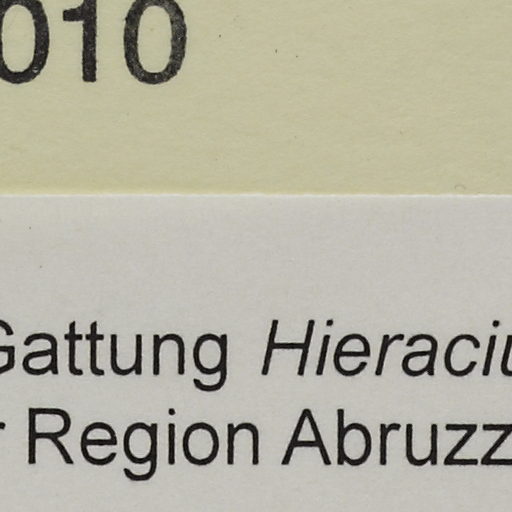 010
Gattung Hieraciu
r Region Abruzz